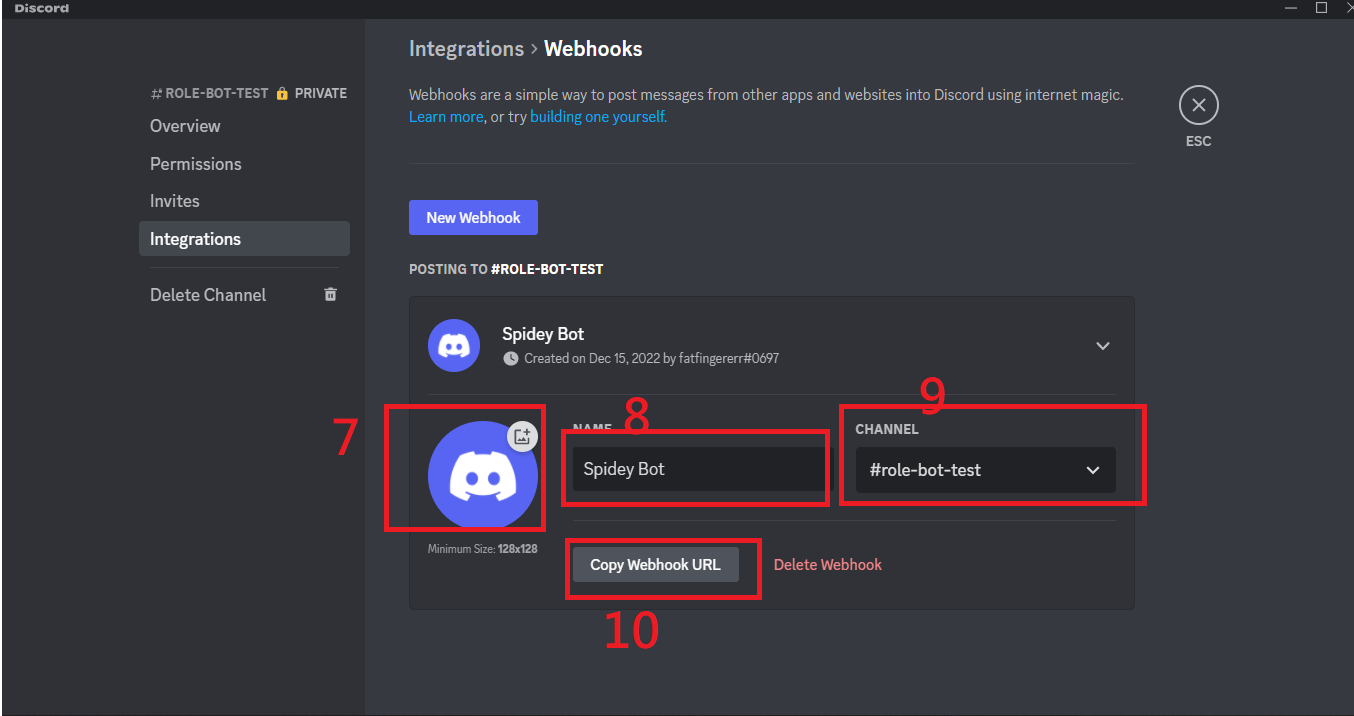 Discord
#ROLE-BOT-TEST PRIVATE
Overview
Permissions
Invites
Integrations
Delete Channel
Integrations > Webhooks
Webhooks are a simple way to post messages from other apps and websites into Discord using internet magic.
Learn more, or try building one yourself.
ESC
New Webhook
POSTING TO #ROLE-BOT-TEST
Spidey Bot
Created on Dec 15, 2022 by fatfingererr#0697
7
8
9
NAME
CHANNEL
Spidey Bot
#role-bot-test
Minimum Size: 128x128
Copy Webhook URL
Delete Webhook
10